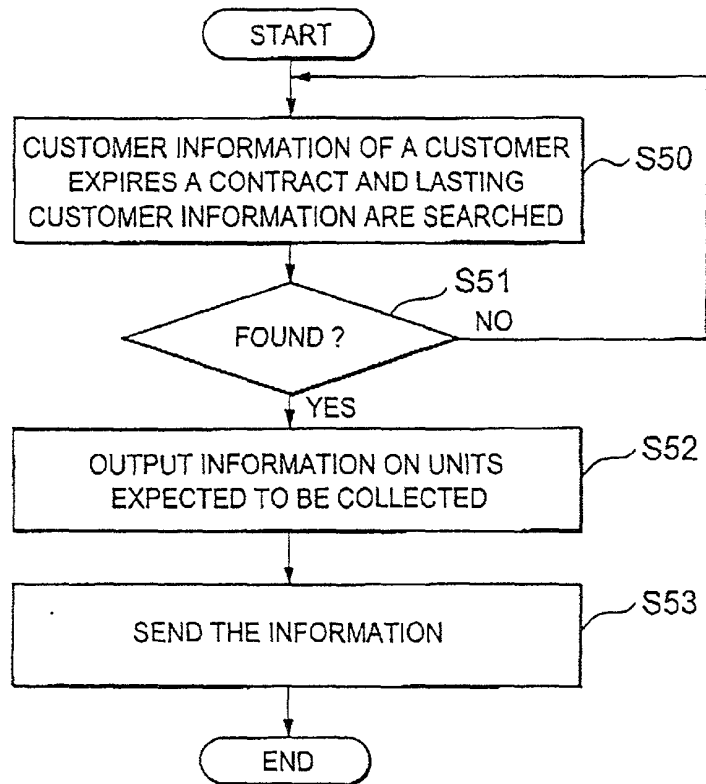 START
CUSTOMER INFORMATION OF A CUSTOMER
EXPIRES A CONTRACT AND LASTING
CUSTOMER INFORMATION ARE SEARCHED
S50
S51
FOUND ?
NO
YES
OUTPUT INFORMATION ON UNITS
EXPECTED TO BE COLLECTED
S52
SEND THE INFORMATION
S53
END